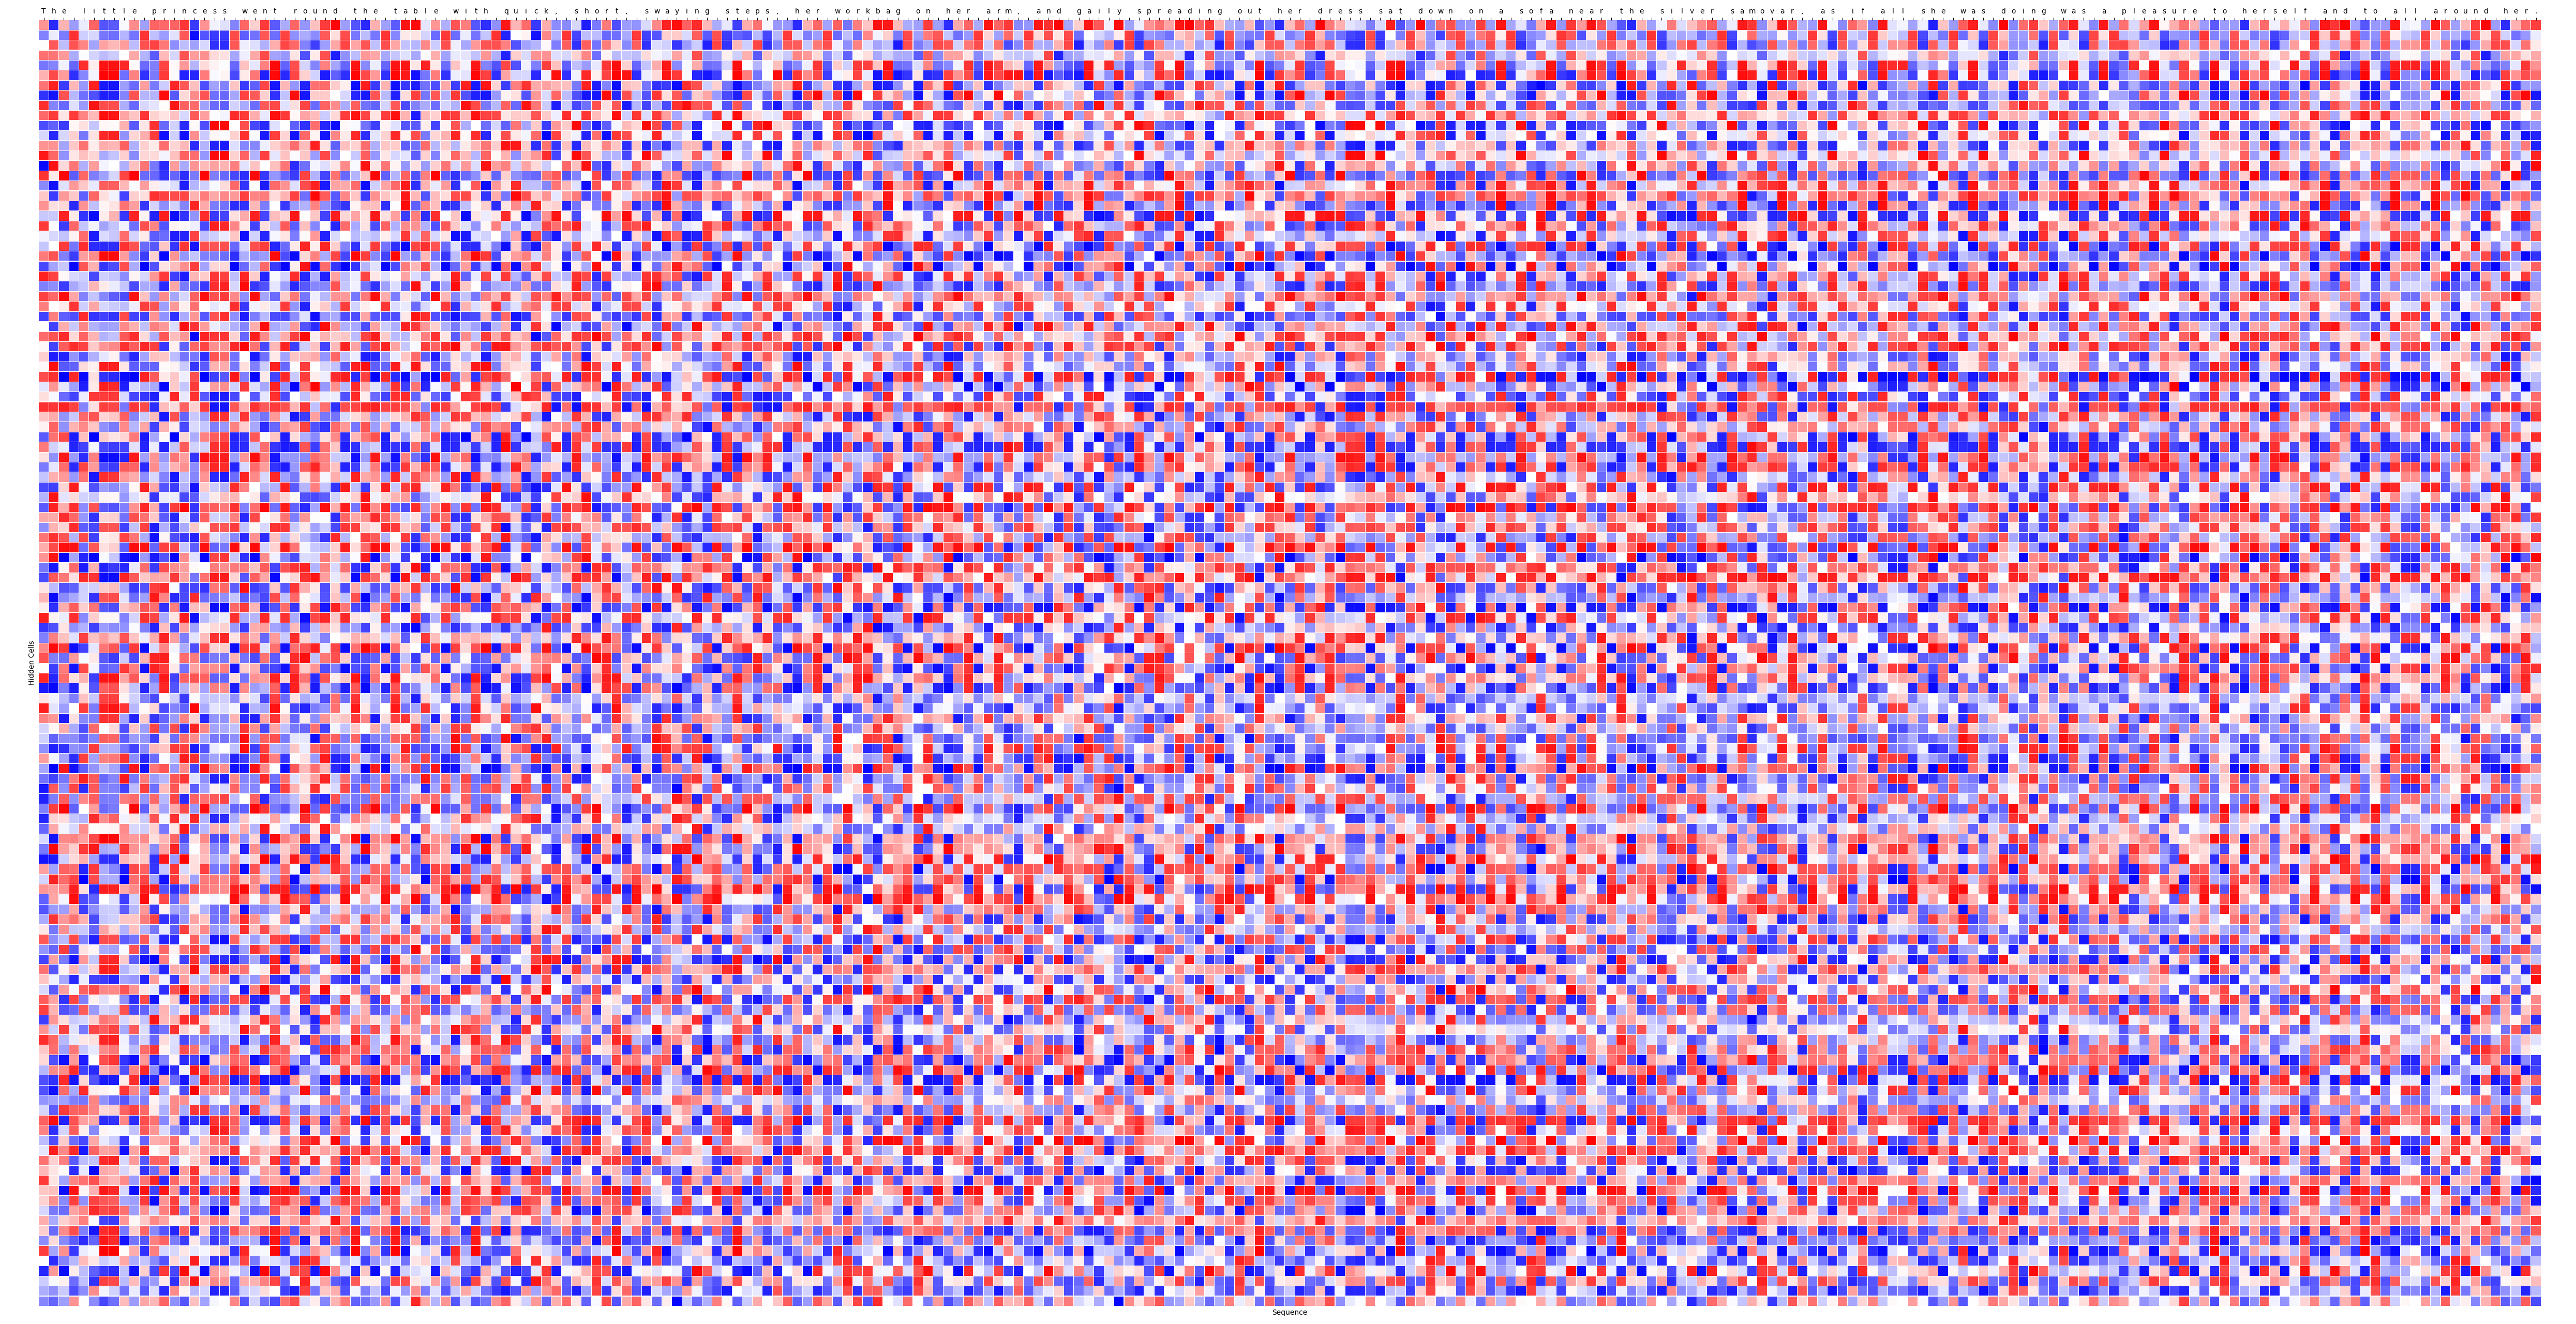 The little princess went round the table with quick, short, swaying steps, her workbag on her arm, and gaily spreading out her dress sat down on a sofa near the silver samovar, as if all she was doing was a pleasure to herself and to all around her.
Hidden Cells
Sequence